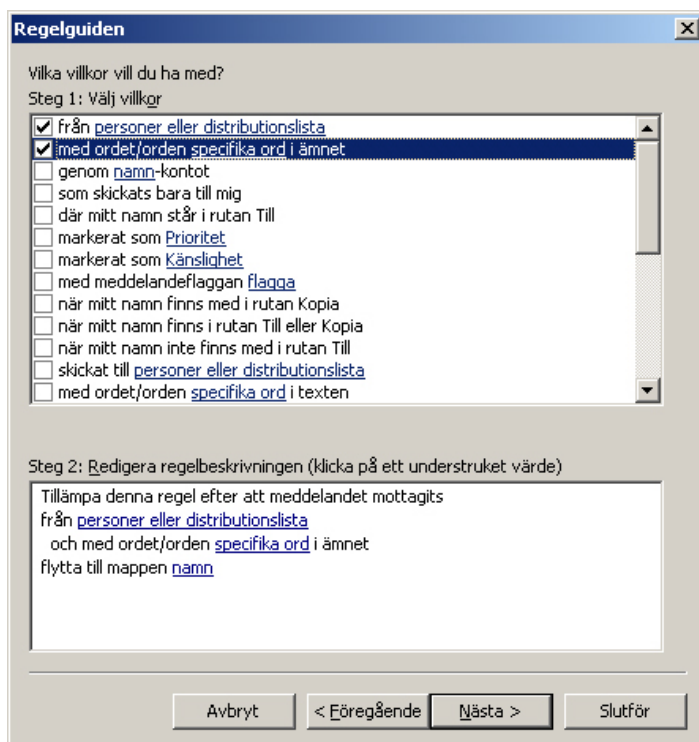 Regelguiden
Vilka villkor vill du ha med?
Steg 1: Välj villkor
från personer eller distributionslista
med ordet/orden specifika ord i ämnet
genom namn-kontot
som skickats bara till mig
där mitt namn står i rutan Till
markerat som Prioritet
markerat som Känslighet
med meddelandeflaggan flagga
när mitt namn finns med i rutan Kopia
när mitt namn finns i rutan Till eller Kopia
när mitt namn inte finns med i rutan Till
skickat till personer eller distributionslista
med ordet/orden specifika ord i texten
Steg 2: Redigera regelbeskrivningen (klicka på ett understruket värde)
Tillämpa denna regel efter att meddelandet mottagits
från personer eller distributionslista
och med ordet/orden specifika ord i ämnet
flytta till mappen namn
Avbryt < Föregående Nästa > Slutför